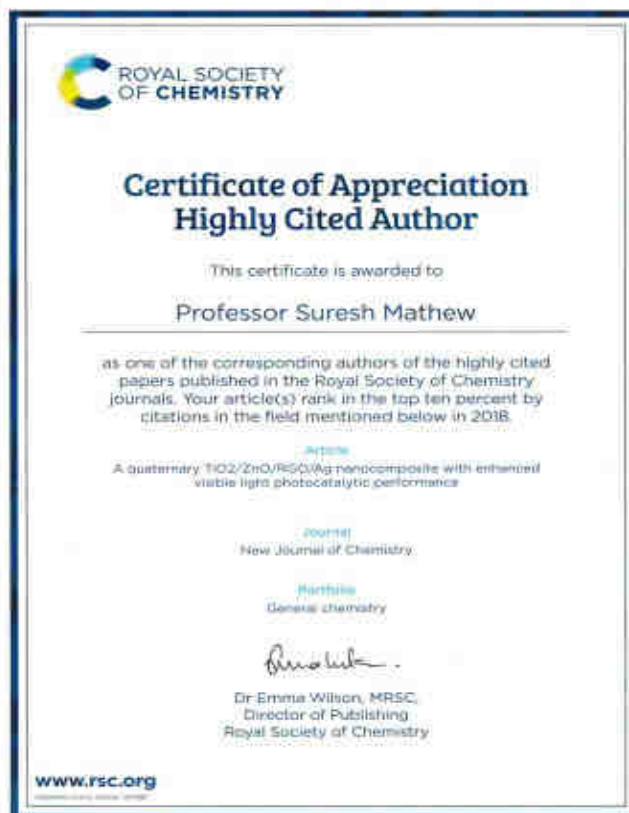 ROYAL SOCIETY
OF CHEMISTRY
Certificate of Appreciation
Highly Cited Author
This certificate is awarded to
Professor Suresh Mathew
as one of the corresponding authors of the highly cited
papers published in the Royal Society of Chemistry
journals. Your article(s) rank in the top ten percent by
citations in the field mentioned below in 2018.
Article
A quaternary TiO2/ZnO/RGO/Ag nanocomposite with enhanced
visible light photocatalytic performance
Journal
New Journal of Chemistry
Portfolio
General chemistry
Dr Emma Wilson, MRSC,
Director of Publishing
Royal Society of Chemistry
www.rsc.org